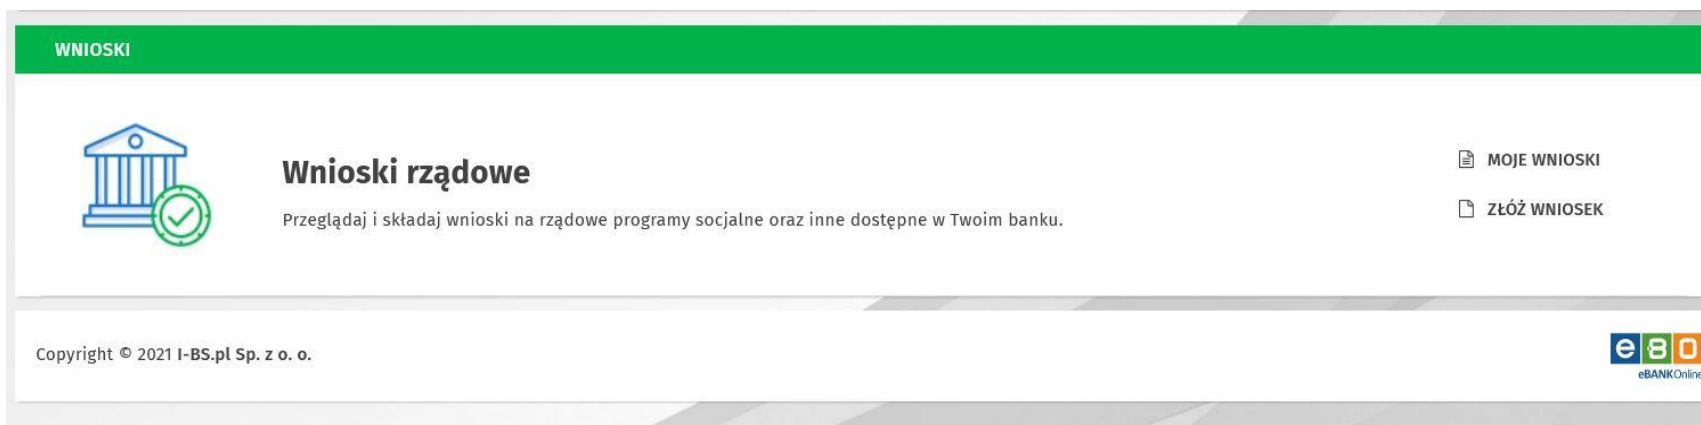 WNIOSKI
Wnioski rządowe
Przeglądaj i składaj wnioski na rządowe programy socjalne oraz inne dostępne w Twoim banku.
MOJE WNIOSKI
ZŁÓŻ WNIOSEK
Copyright © 2021 I-BS.pl Sp. z o. o.
eBO
eBANKOnline